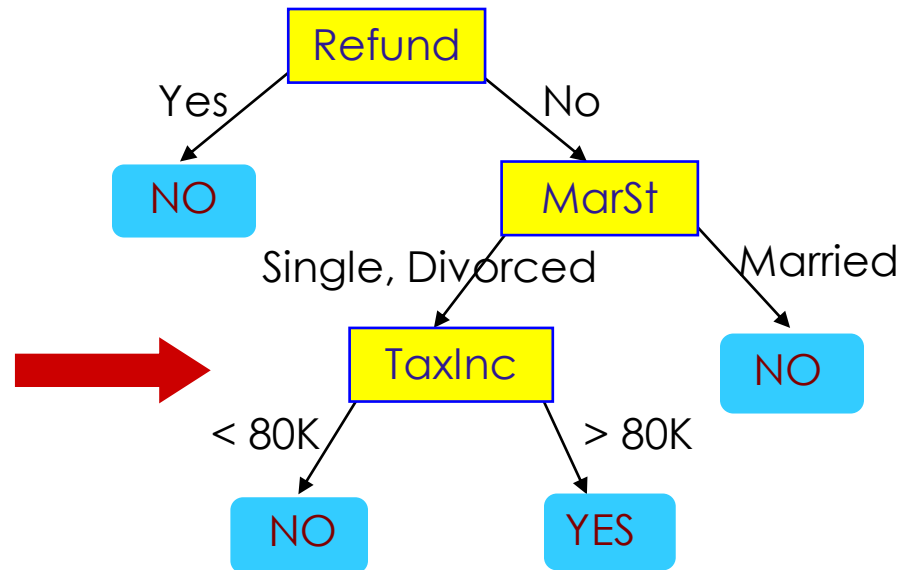 Refund
Yes
No
NO
MarSt
Single, Divorced
Married
TaxInc
NO
< 80K
> 80K
NO
YES